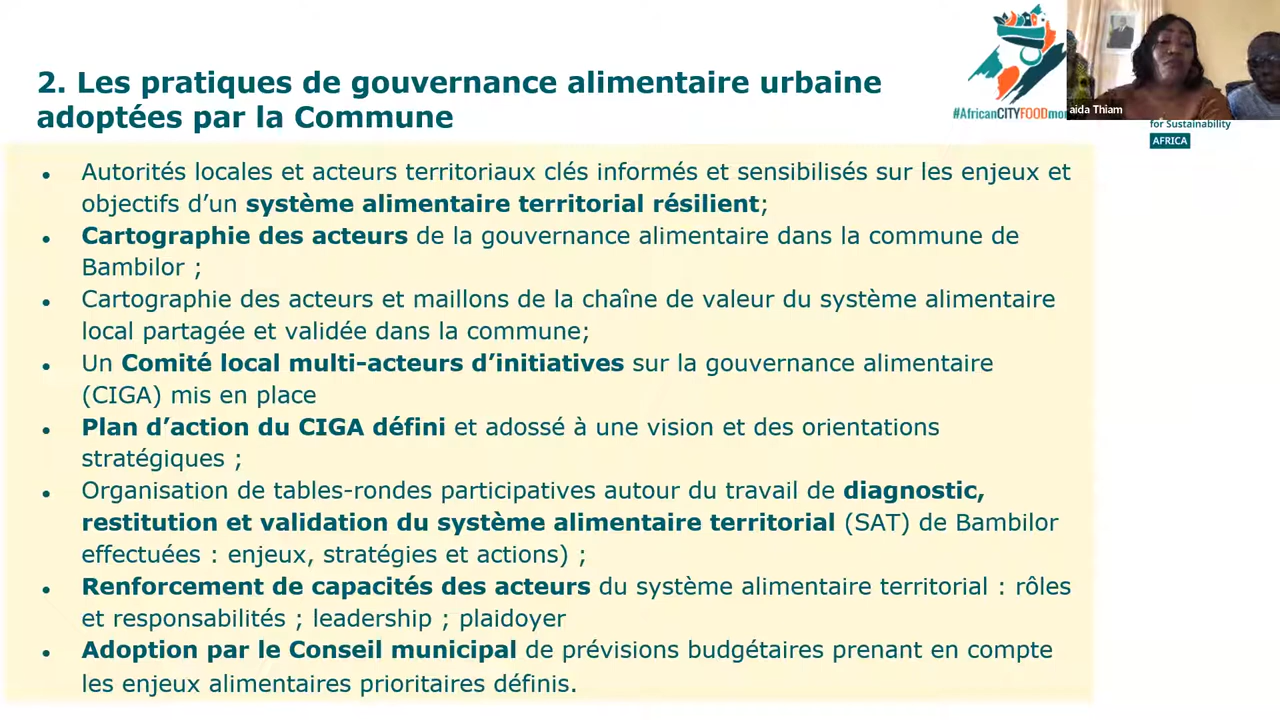 2. Les pratiques de gouvernance alimentaire urbaine
adoptées par la Commune
#AfricanCITYFOODmon
aida Thiam
for Sustainability
AFRICA
• Autorités locales et acteurs territoriaux clés informés et sensibilisés sur les enjeux et
objectifs d’un système alimentaire territorial résilient;
• Cartographie des acteurs de la gouvernance alimentaire dans la commune de
Bambilor ;
• Cartographie des acteurs et maillons de la chaîne de valeur du système alimentaire
local partagée et validée dans la commune;
• Un Comité local multi-acteurs d’initiatives sur la gouvernance alimentaire
(CIGA) mis en place
• Plan d’action du CIGA défini et adossé à une vision et des orientations
stratégiques ;
• Organisation de tables-rondes participatives autour du travail de diagnostic,
restitution et validation du système alimentaire territorial (SAT) de Bambilor
effectuées : enjeux, stratégies et actions) ;
• Renforcement de capacités des acteurs du système alimentaire territorial : rôles
et responsabilités ; leadership ; plaidoyer
• Adoption par le Conseil municipal de prévisions budgétaires prenant en compte
les enjeux alimentaires prioritaires définis.